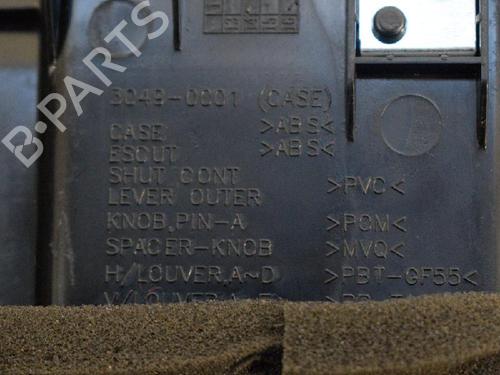 B-PARTS
3049-0001 (CASE)
CASE >ABS<
ESCUT >ABS<
SHUT CONT
LEVER OUTER >PVC<
KNOB,PIN-A >POM<
SPACER-KNOB >MVQ<
H/LOUVER,A~D >PBT-GF55<
V/LOUVER,A~